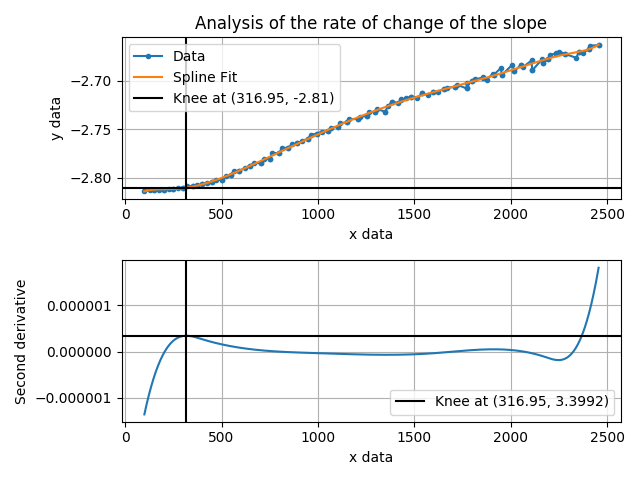 Analysis of the rate of change of the slope
Data
Spline Fit
Knee at (316.95, -2.81)
y data
−2.70
−2.75
−2.80
0 500 1000 1500 2000 2500
x data
Second derivative
0.000001
0.000000
−0.000001
Knee at (316.95, 3.3992)
0 500 1000 1500 2000 2500
x data